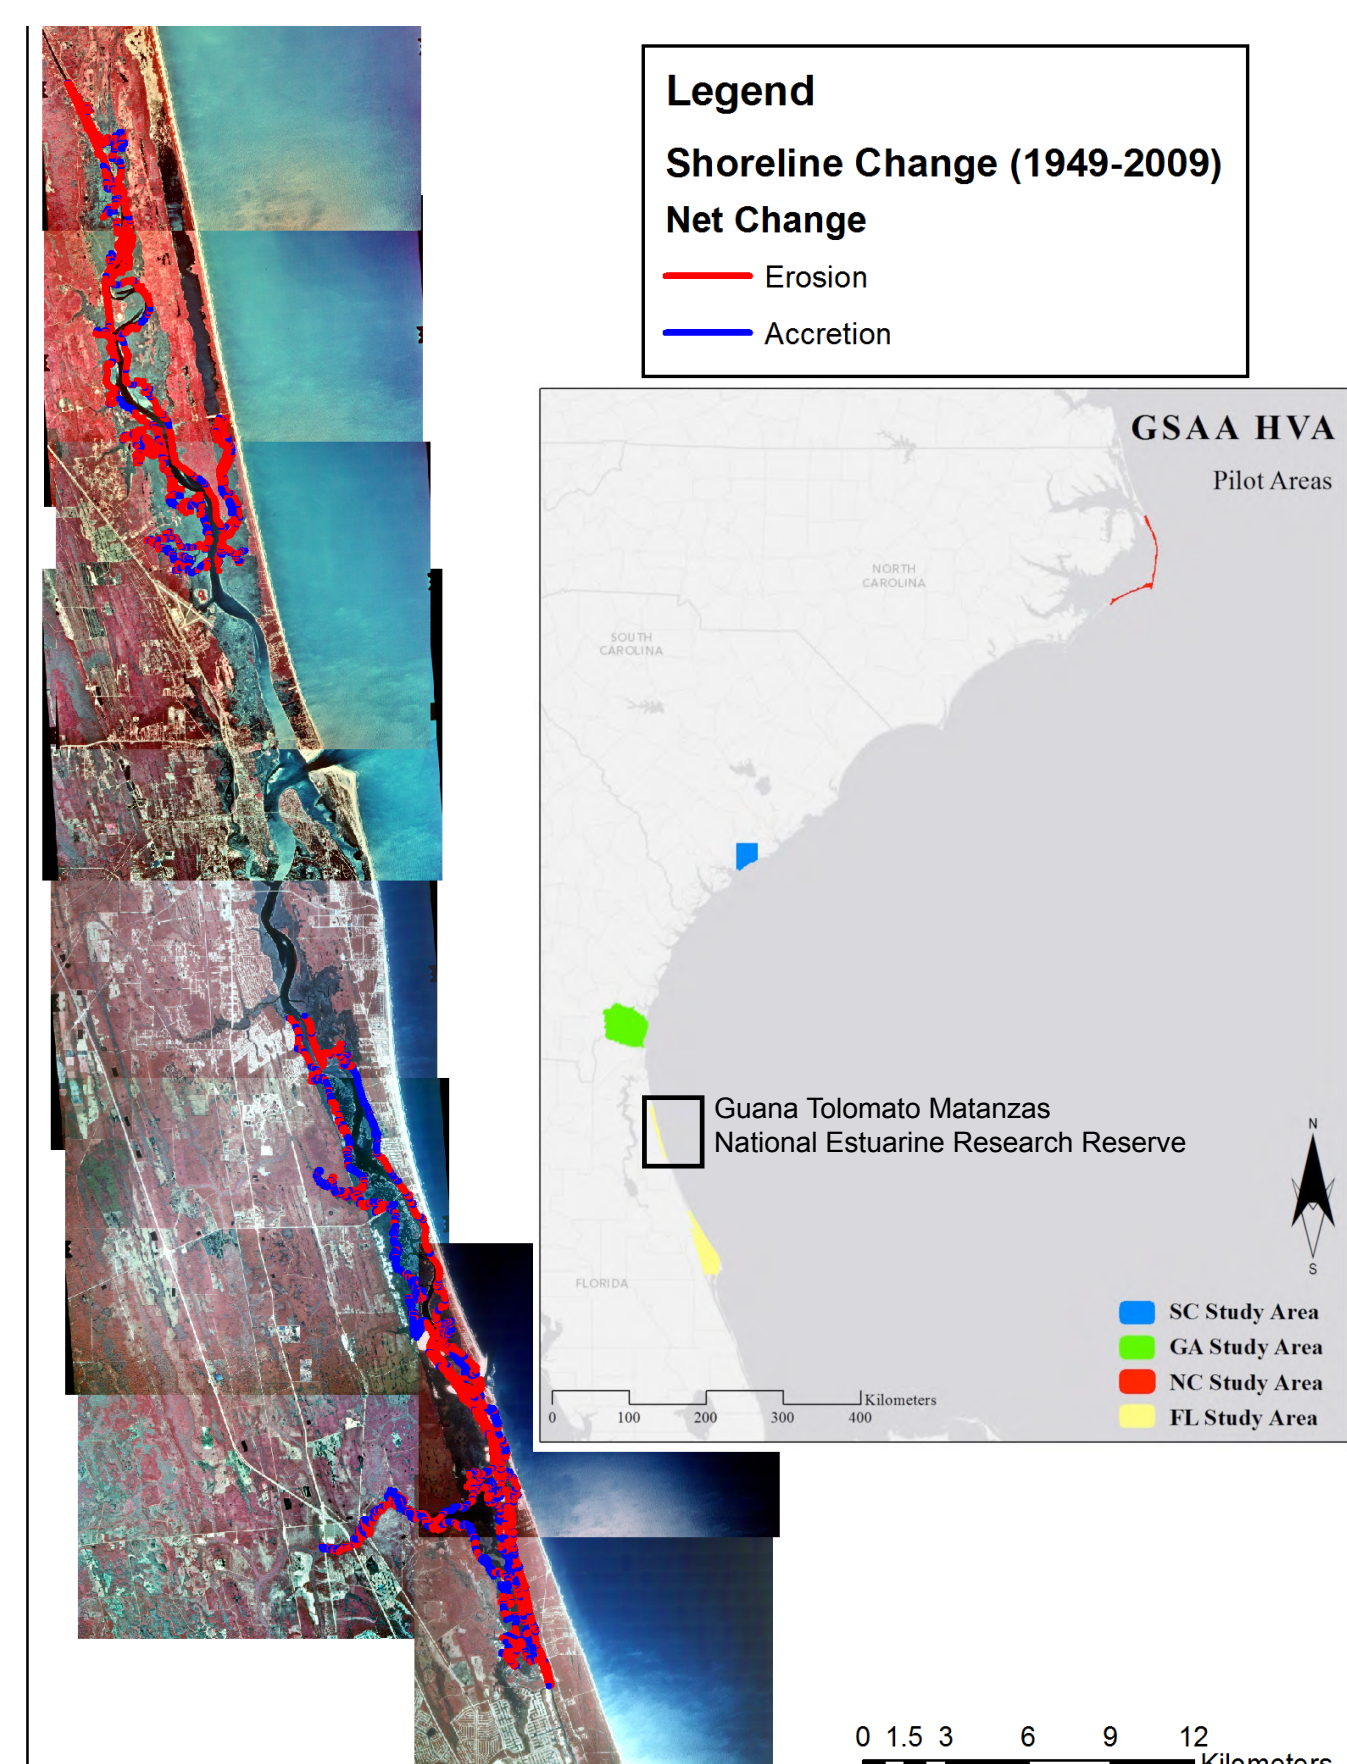 Legend
Shoreline Change (1949-2009)
Net Change
Erosion
Accretion
GSAA HVA
Pilot Areas
NORTH
CAROLINA
SOUTH
CAROLINA
Guana Tolomato Matanzas
National Estuarine Research Reserve
N
S
FLORIDA
SC Study Area
GA Study Area
NC Study Area
FL Study Area
Kilometers
0 100 200 300 400
0 1.5 3 6 9 12
Kilometers